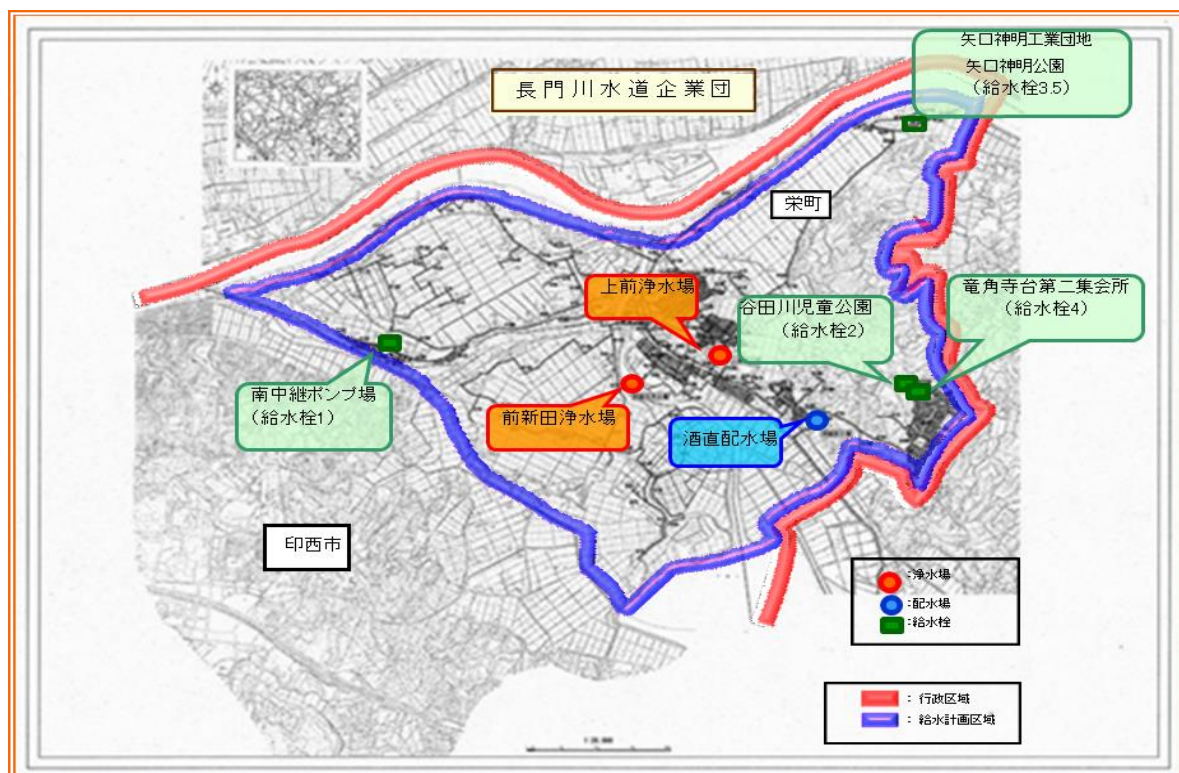 長門川水道企業団
矢口神明工業団地
矢口神明公園
（給水栓3.5）
栄町
上前浄水場
谷田川児童公園
（給水栓2）
竜角寺台第二集会所
（給水栓4）
南中継ポンプ場
（給水栓1）
前新田浄水場
酒直配水場
印西市
：浄水場
：配水場
：給水栓
：行政区域
：給水計画区域